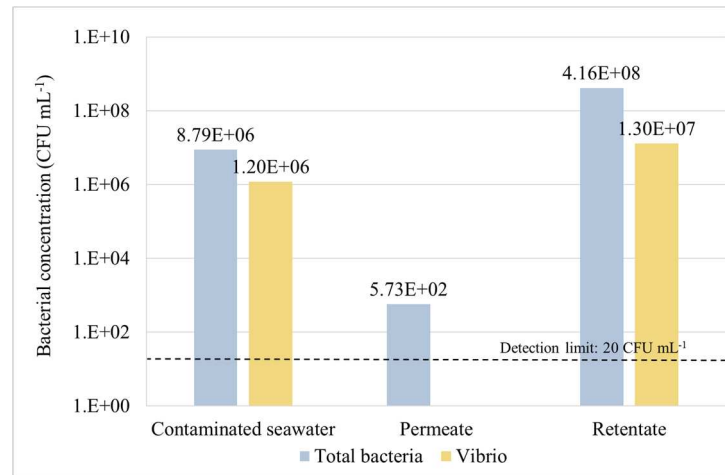 Bacterial concentration (CFU mL⁻¹)
1.E+10
1.E+08
1.E+06
1.E+04
1.E+02
1.E+00
8.79E+06
1.20E+06
5.73E+02
4.16E+08
1.30E+07
Detection limit: 20 CFU mL⁻¹
Contaminated seawater Permeate Retentate
Total bacteria Vibrio